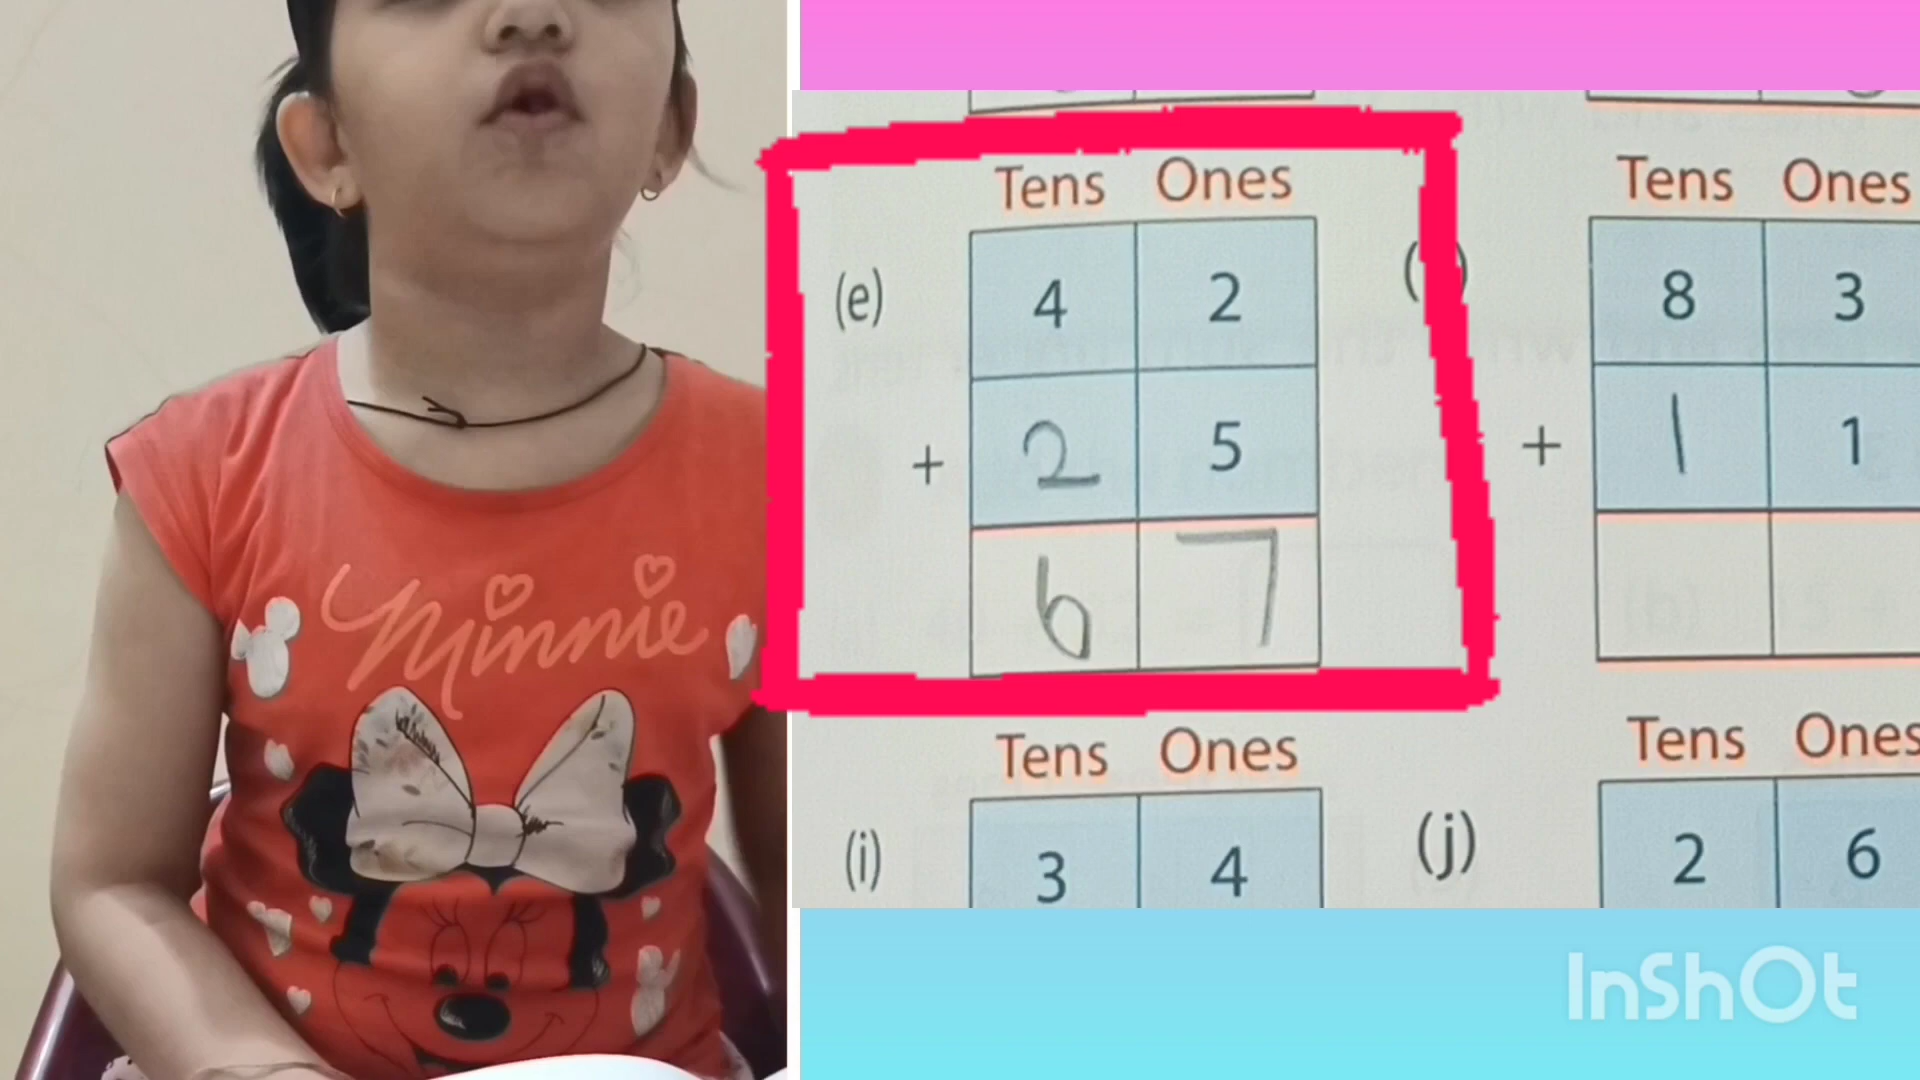 Minnie
Tens Ones Tens Ones
(e) 4 2 8 3
+ 2 5 + 1 1
6 7
Tens Ones Tens Ones
(i) 3 4 (j) 2 6
InShOt